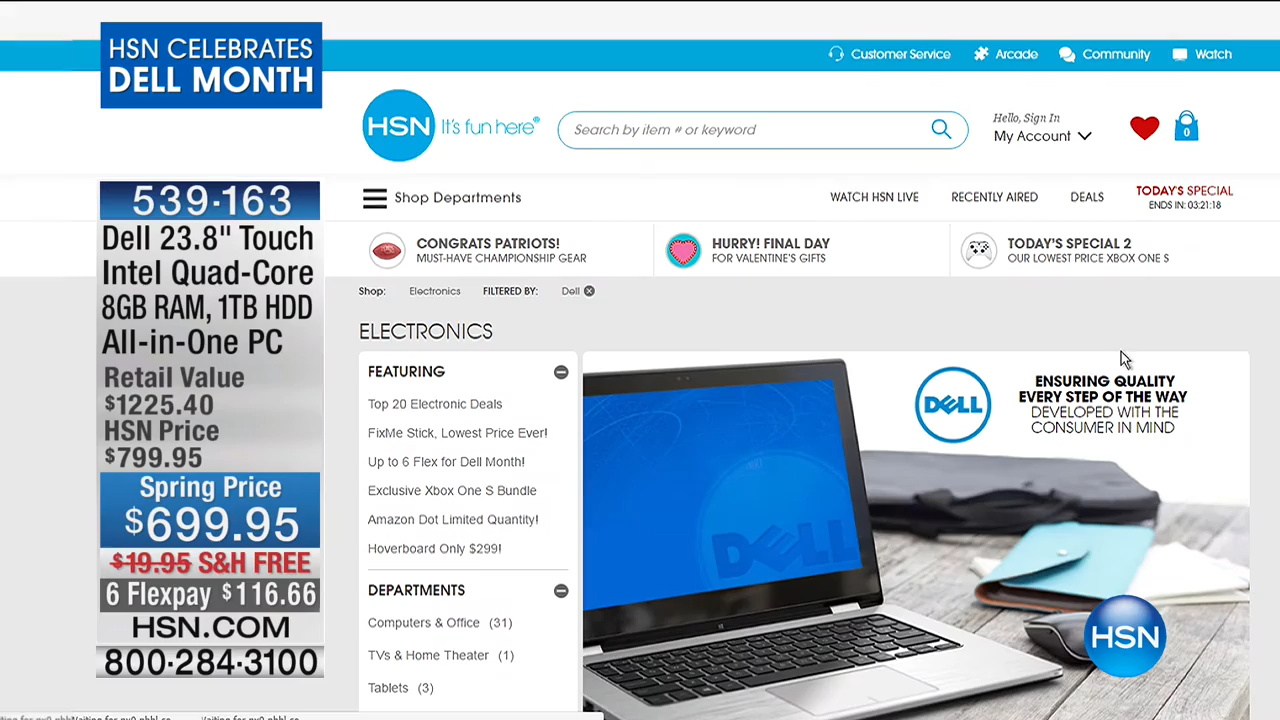 HSN CELEBRATES
DELL MONTH
Customer Service
Arcade
Community
Watch
HSN It's fun here®
Search by item # or keyword
Hello, Sign In
My Account
0
539·163
Dell 23.8" Touch
Intel Quad-Core
8GB RAM, 1TB HDD
All-in-One PC
Retail Value
$1225.40
HSN Price
$799.95
Spring Price
$699.95
$19.95 S&H FREE
6 Flexpay $116.66
HSN.COM
800·284·3100
Shop Departments
WATCH HSN LIVE
RECENTLY AIRED
DEALS
TODAY'S SPECIAL
ENDS IN: 03:21:18
CONGRATS PATRIOTS!
MUST-HAVE CHAMPIONSHIP GEAR
HURRY! FINAL DAY
FOR VALENTINE'S GIFTS
TODAY'S SPECIAL 2
OUR LOWEST PRICE XBOX ONE S
Shop: Electronics FILTERED BY: Dell
ELECTRONICS
FEATURING
Top 20 Electronic Deals
FixMe Stick, Lowest Price Ever!
Up to 6 Flex for Dell Month!
Exclusive Xbox One S Bundle
Amazon Dot Limited Quantity!
Hoverboard Only $299!
DEPARTMENTS
Computers & Office (31)
TVs & Home Theater (1)
Tablets (3)
DELL
ENSURING QUALITY
EVERY STEP OF THE WAY
DEVELOPED WITH THE
CONSUMER IN MIND
DELL
HSN